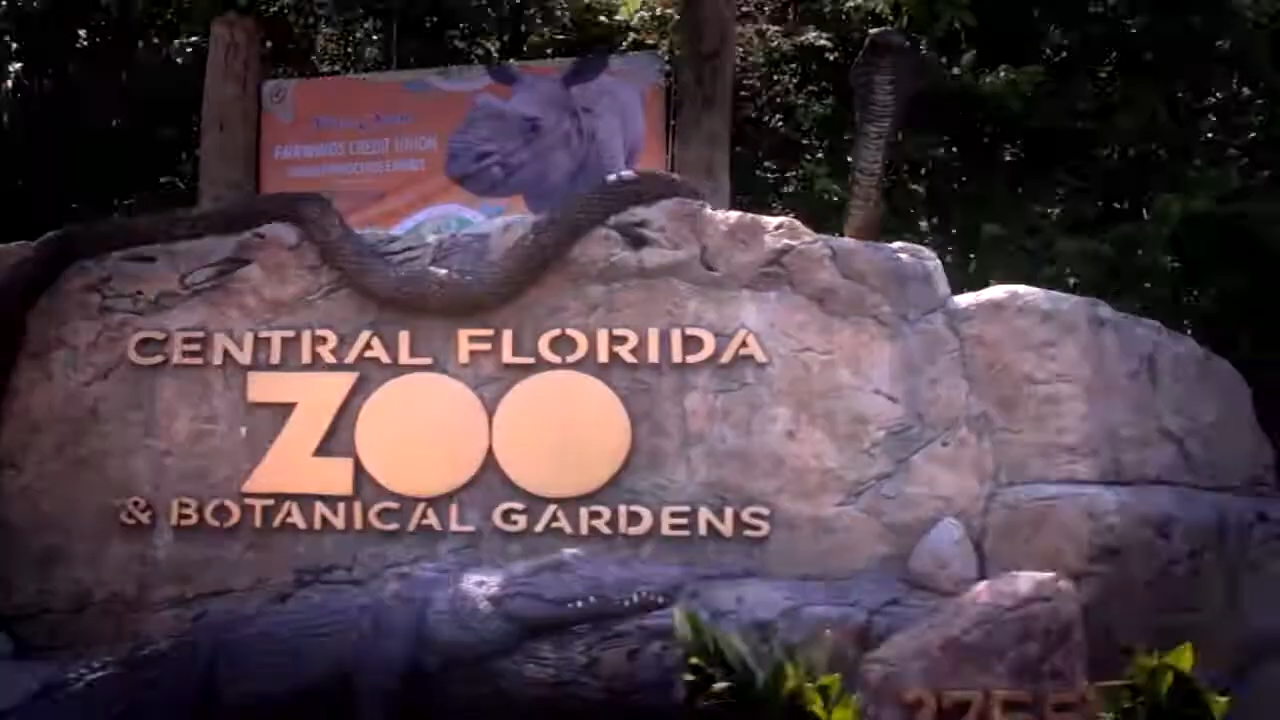 FAIRWINDS CREDIT UNION
CENTRAL FLORIDA
ZOO
& BOTANICAL GARDENS